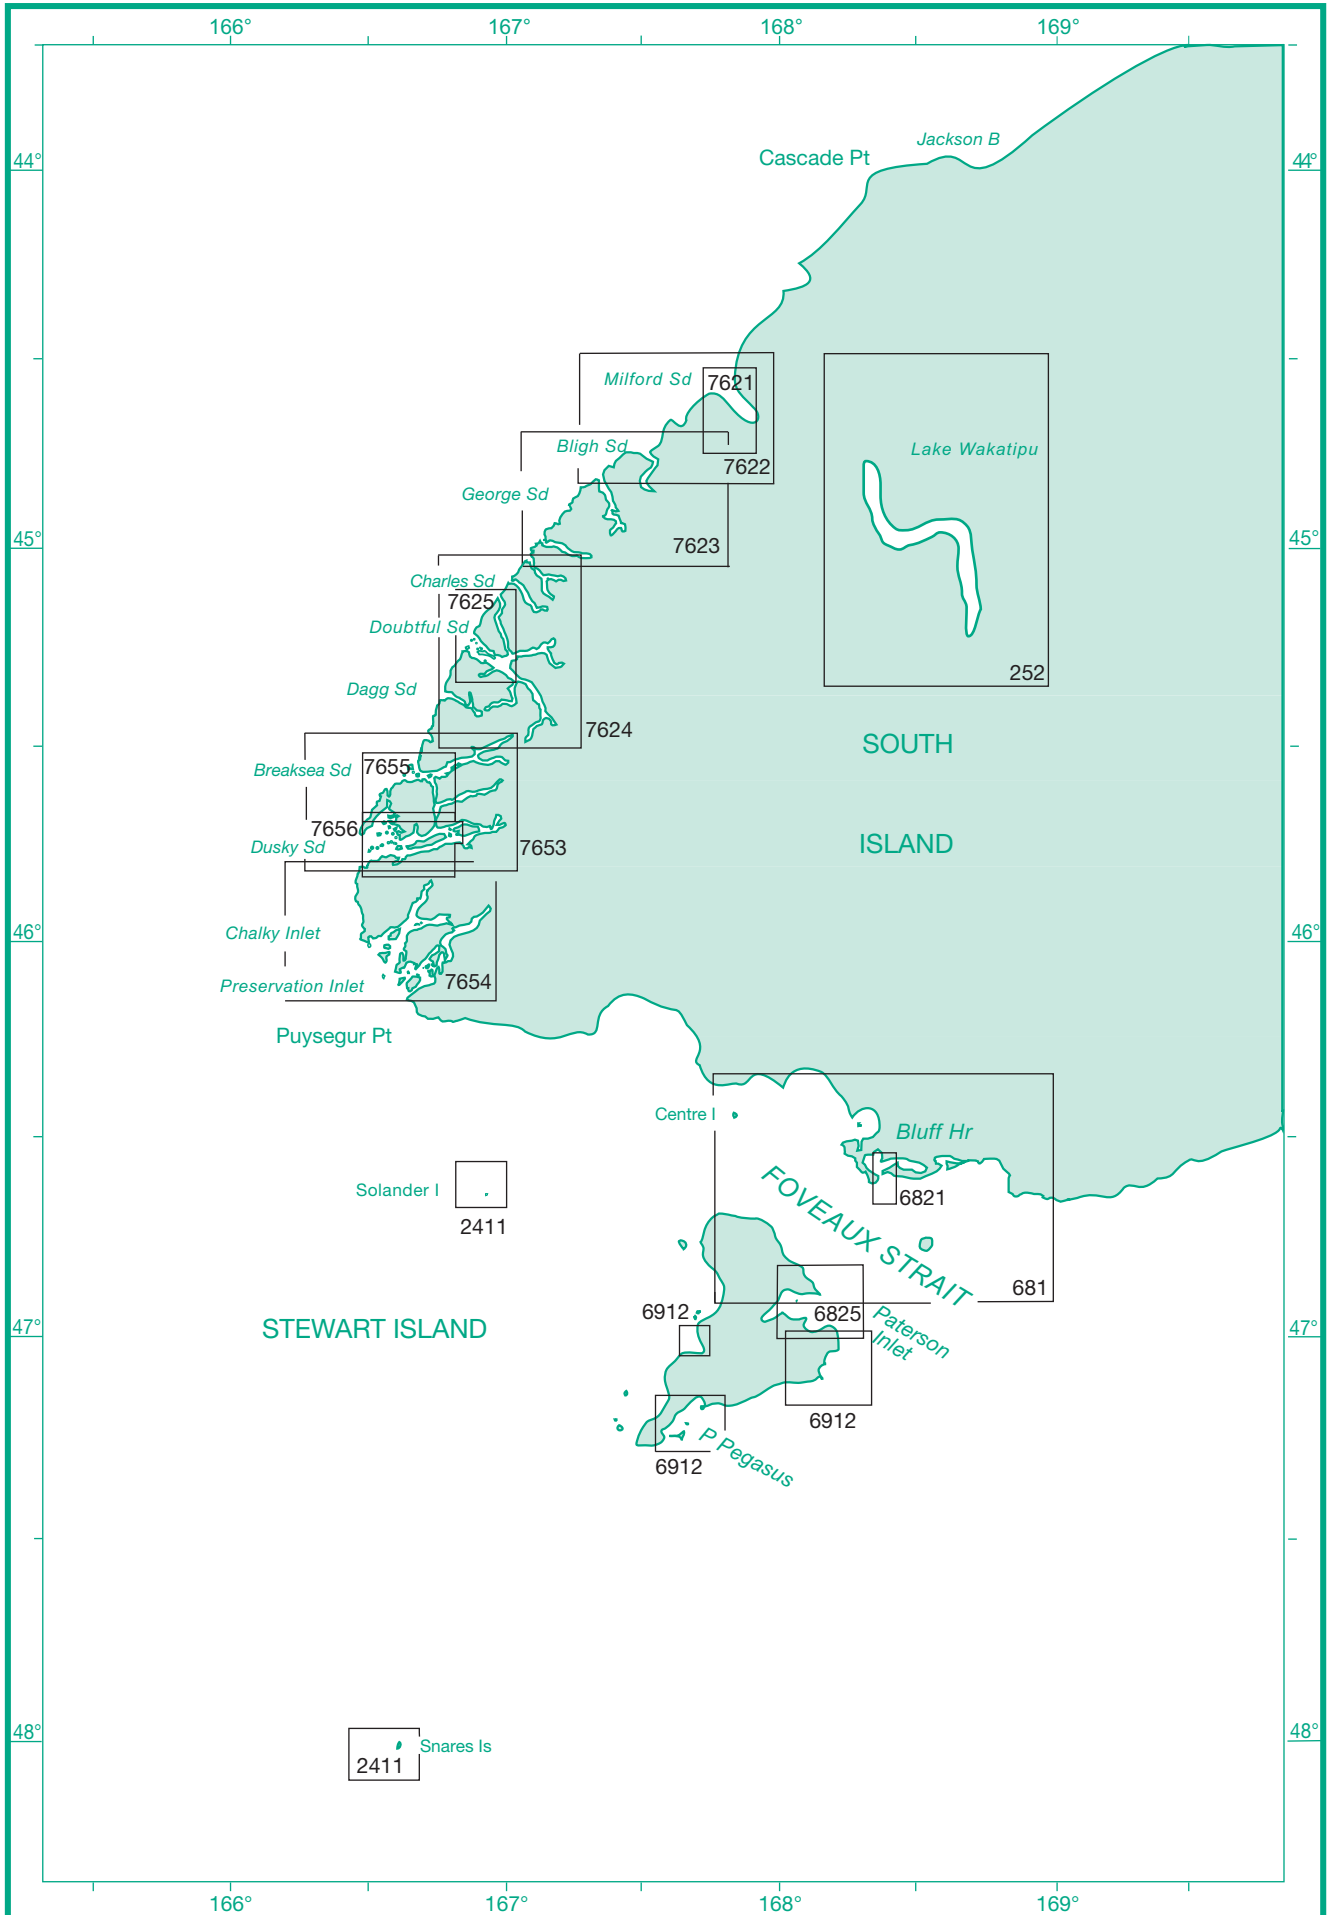 166°
167°
168°
169°
Jackson B
Cascade Pt
44°
44°
Milford Sd
7621
Bligh Sd
7622
Lake Wakatipu
George Sd
7623
45°
45°
Charles Sd
7625
Doubtful Sd
252
Dagg Sd
7624
SOUTH
Breaksea Sd
7655
7656
Dusky Sd
7653
ISLAND
Chalky Inlet
46°
46°
Preservation Inlet
7654
Puysegur Pt
Centre I
Bluff Hr
Solander I
2411
6821
FOVEAUX STRAIT
681
6912
6825
Paterson
Inlet
STEWART ISLAND
47°
47°
6912
P Pegasus
6912
48°
48°
Snares Is
2411
166°
167°
168°
169°